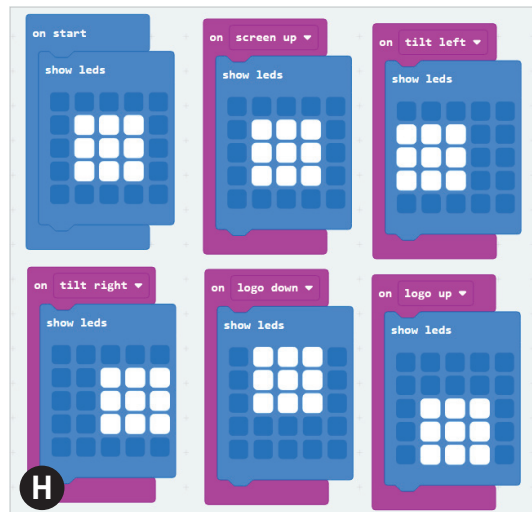 on start
show leds
on screen up
show leds
on tilt left
show leds
on tilt right
show leds
on logo down
show leds
on logo up
show leds
H